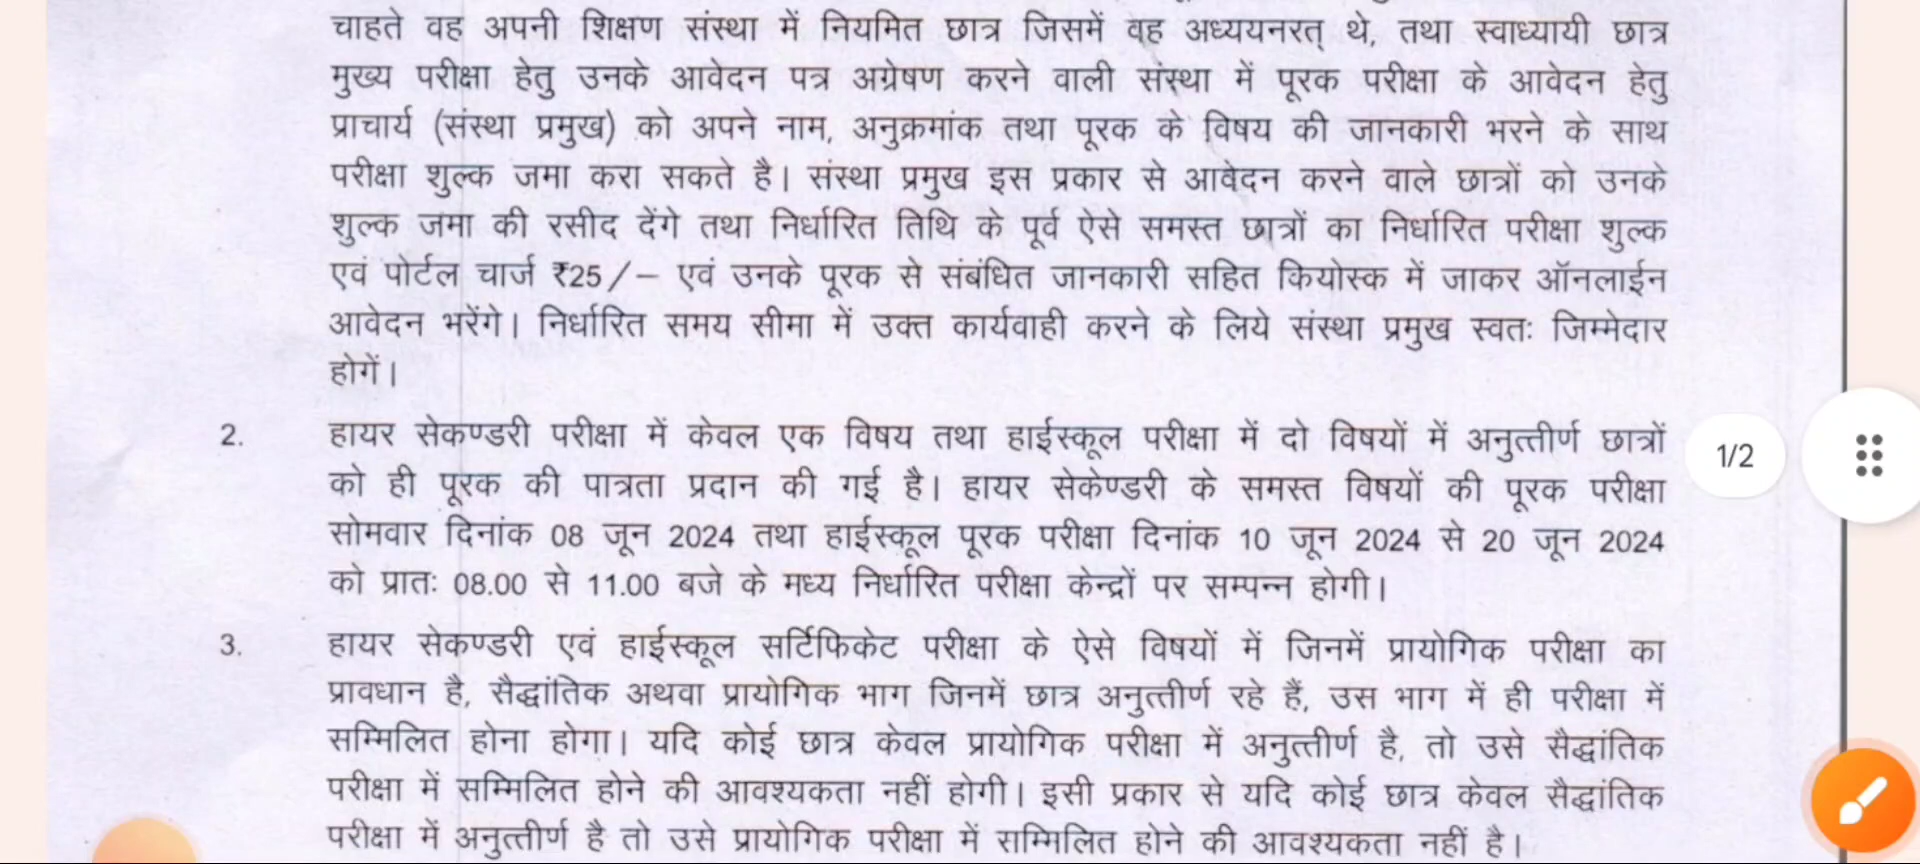 चाहते वह अपनी शिक्षण संस्था में नियमित छात्र जिसमें वह अध्ययनरत् थे, तथा स्वाध्यायी छात्र
मुख्य परीक्षा हेतु उनके आवेदन पत्र अग्रेषण करने वाली संस्था में पूरक परीक्षा के आवेदन हेतु
प्राचार्य (संस्था प्रमुख) को अपने नाम, अनुक्रमांक तथा पूरक के विषय की जानकारी भरने के साथ
परीक्षा शुल्क जमा करा सकते है। संस्था प्रमुख इस प्रकार से आवेदन करने वाले छात्रों को उनके
शुल्क जमा की रसीद देंगे तथा निर्धारित तिथि के पूर्व ऐसे समस्त छात्रों का निर्धारित परीक्षा शुल्क
एवं पोर्टल चार्ज ₹25/– एवं उनके पूरक से संबंधित जानकारी सहित कियोस्क में जाकर ऑनलाईन
आवेदन भरेंगे। निर्धारित समय सीमा में उक्त कार्यवाही करने के लिये संस्था प्रमुख स्वतः जिम्मेदार
होगें।
2. हायर सेकण्डरी परीक्षा में केवल एक विषय तथा हाईस्कूल परीक्षा में दो विषयों में अनुत्तीर्ण छात्रों
को ही पूरक की पात्रता प्रदान की गई है। हायर सेकेण्डरी के समस्त विषयों की पूरक परीक्षा
सोमवार दिनांक 08 जून 2024 तथा हाईस्कूल पूरक परीक्षा दिनांक 10 जून 2024 से 20 जून 2024
को प्रातः 08.00 से 11.00 बजे के मध्य निर्धारित परीक्षा केन्द्रों पर सम्पन्न होगी।
1/2
3. हायर सेकण्डरी एवं हाईस्कूल सर्टिफिकेट परीक्षा के ऐसे विषयों में जिनमें प्रायोगिक परीक्षा का
प्रावधान है, सैद्धांतिक अथवा प्रायोगिक भाग जिनमें छात्र अनुत्तीर्ण रहे हैं, उस भाग में ही परीक्षा में
सम्मिलित होना होगा। यदि कोई छात्र केवल प्रायोगिक परीक्षा में अनुत्तीर्ण है, तो उसे सैद्धांतिक
परीक्षा में सम्मिलित होने की आवश्यकता नहीं होगी। इसी प्रकार से यदि कोई छात्र केवल सैद्धांतिक
परीक्षा में अनुत्तीर्ण है तो उसे प्रायोगिक परीक्षा में सम्मिलित होने की आवश्यकता नहीं है।